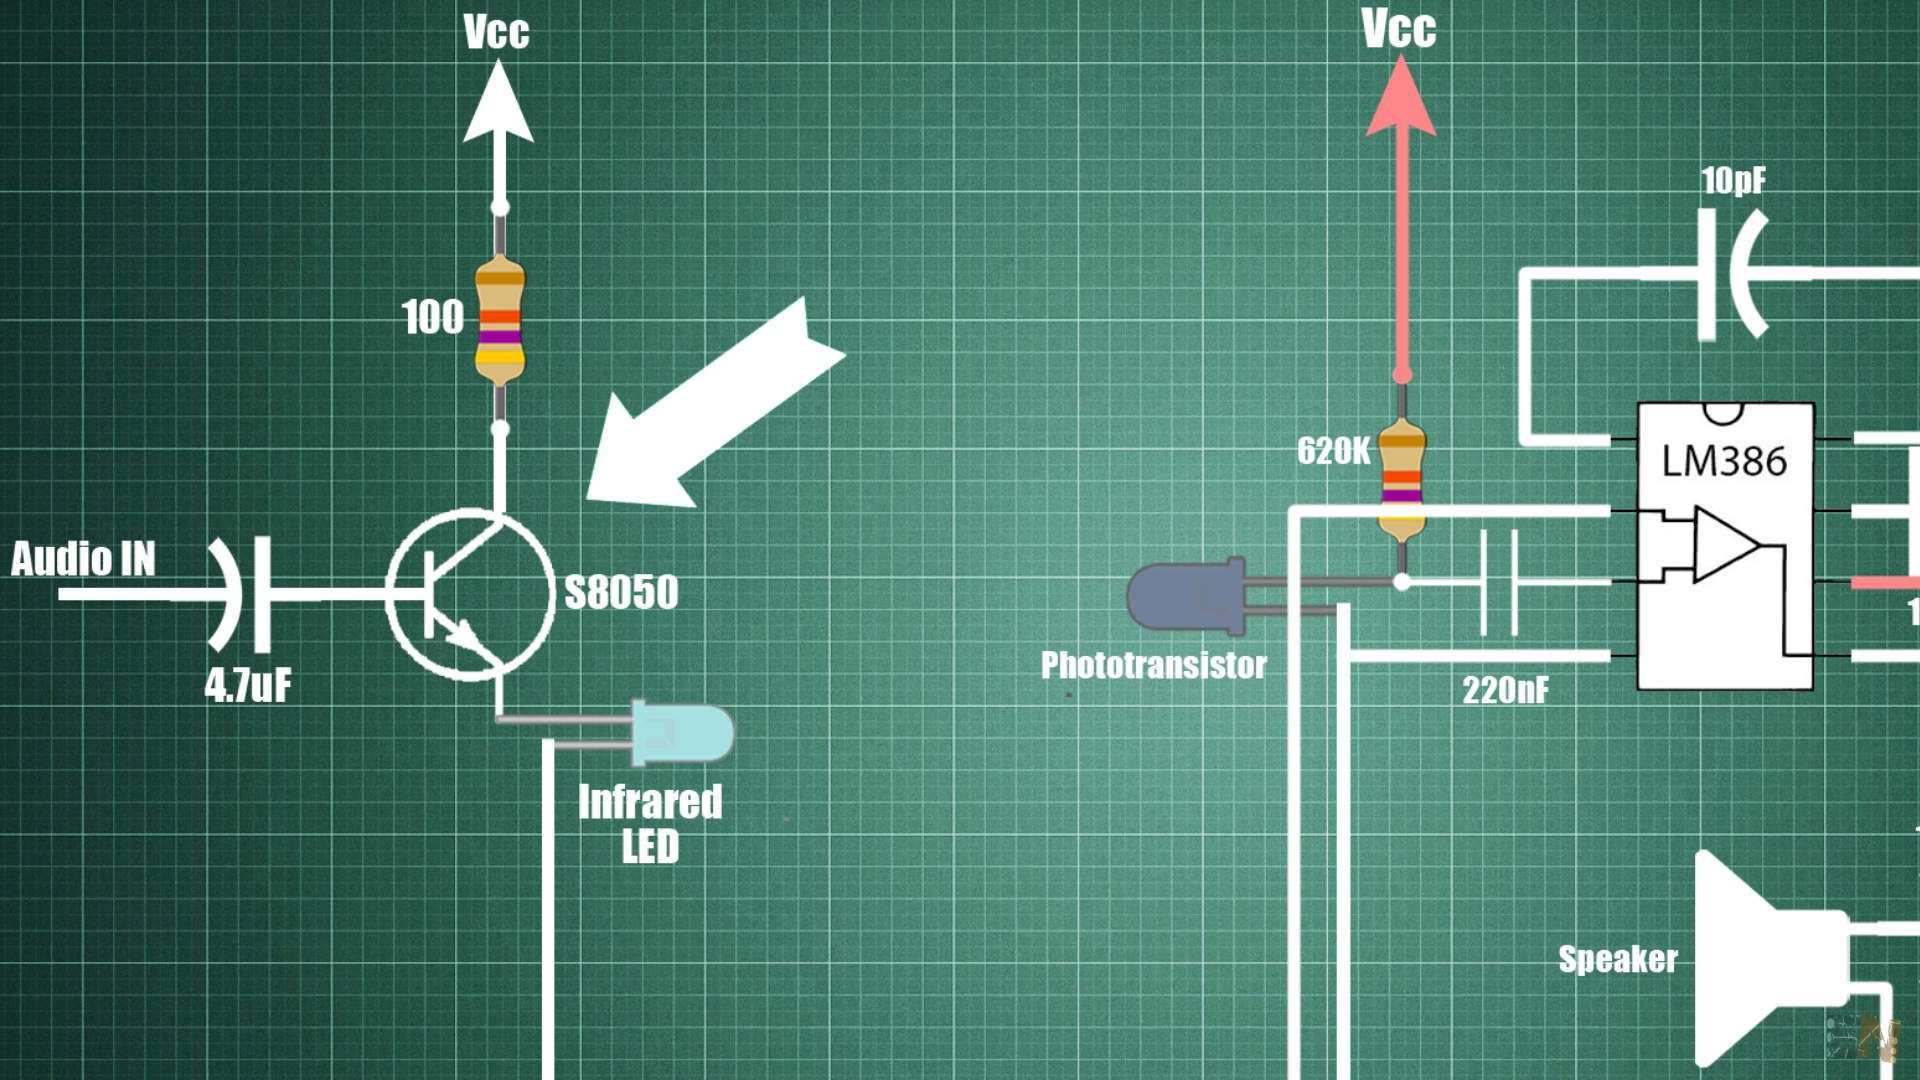 Vcc
Vcc
10pF
100
620K
LM386
Audio IN
S8050
4.7uF
Phototransistor
220nF
Infrared
LED
Speaker